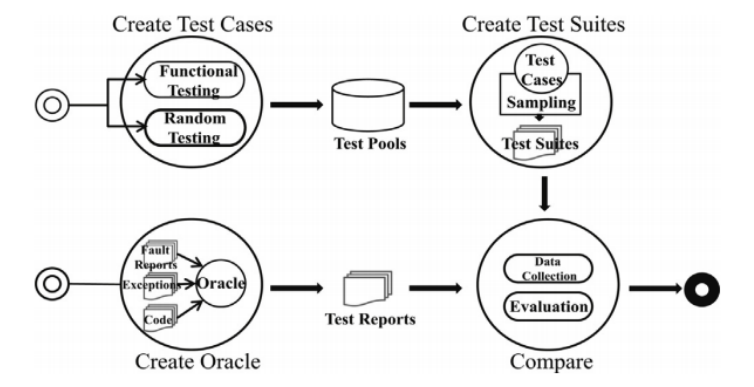 Create Test Cases
Create Test Suites
Functional
Testing
Random
Testing
Test Pools
Test
Cases
Sampling
Test Suites
Fault
Reports
Exceptions
Code
Oracle
Test Reports
Data
Collection
Evaluation
Create Oracle
Compare